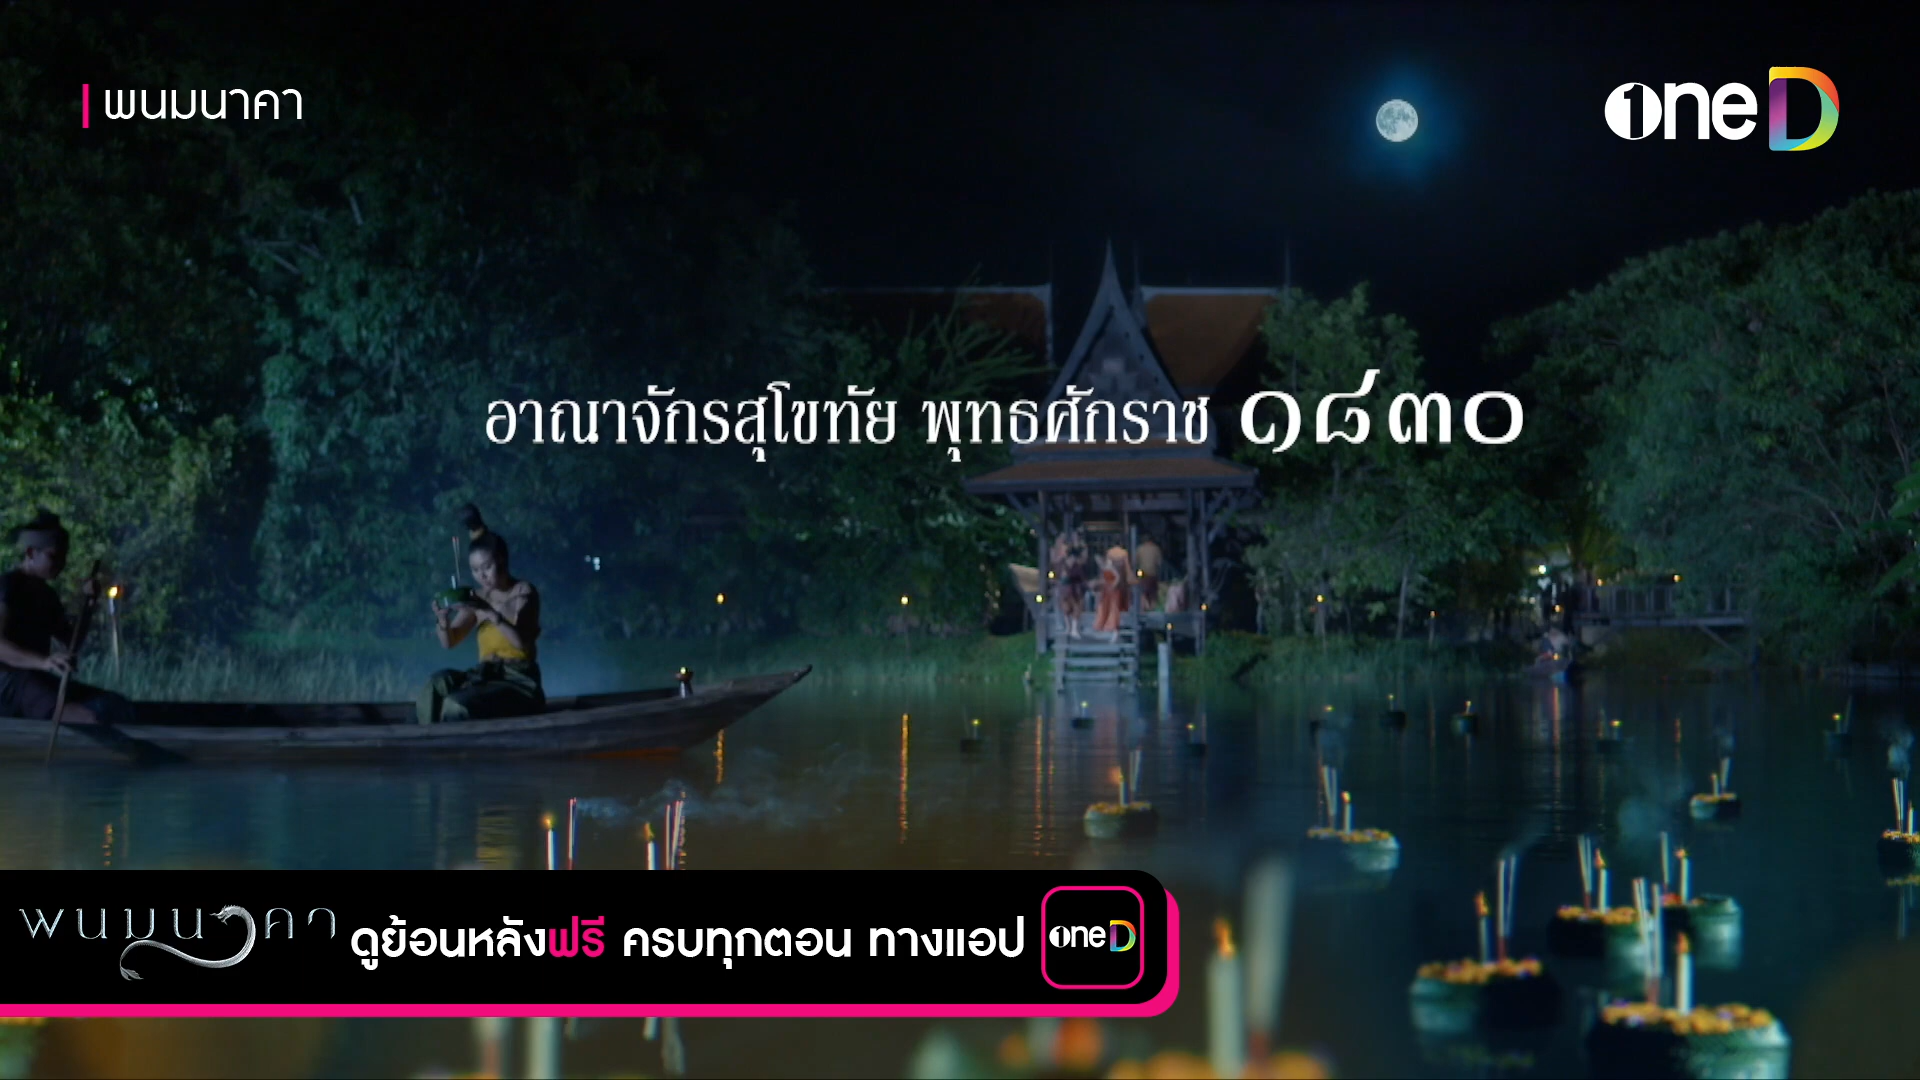 พนมนาคา
oneD
อาณาจักรสุโขทัย พุทธศักราช ๑๘๓๐
พนมนาคา ดูย้อนหลังฟรี ครบทุกตอน ทางแอป oneD